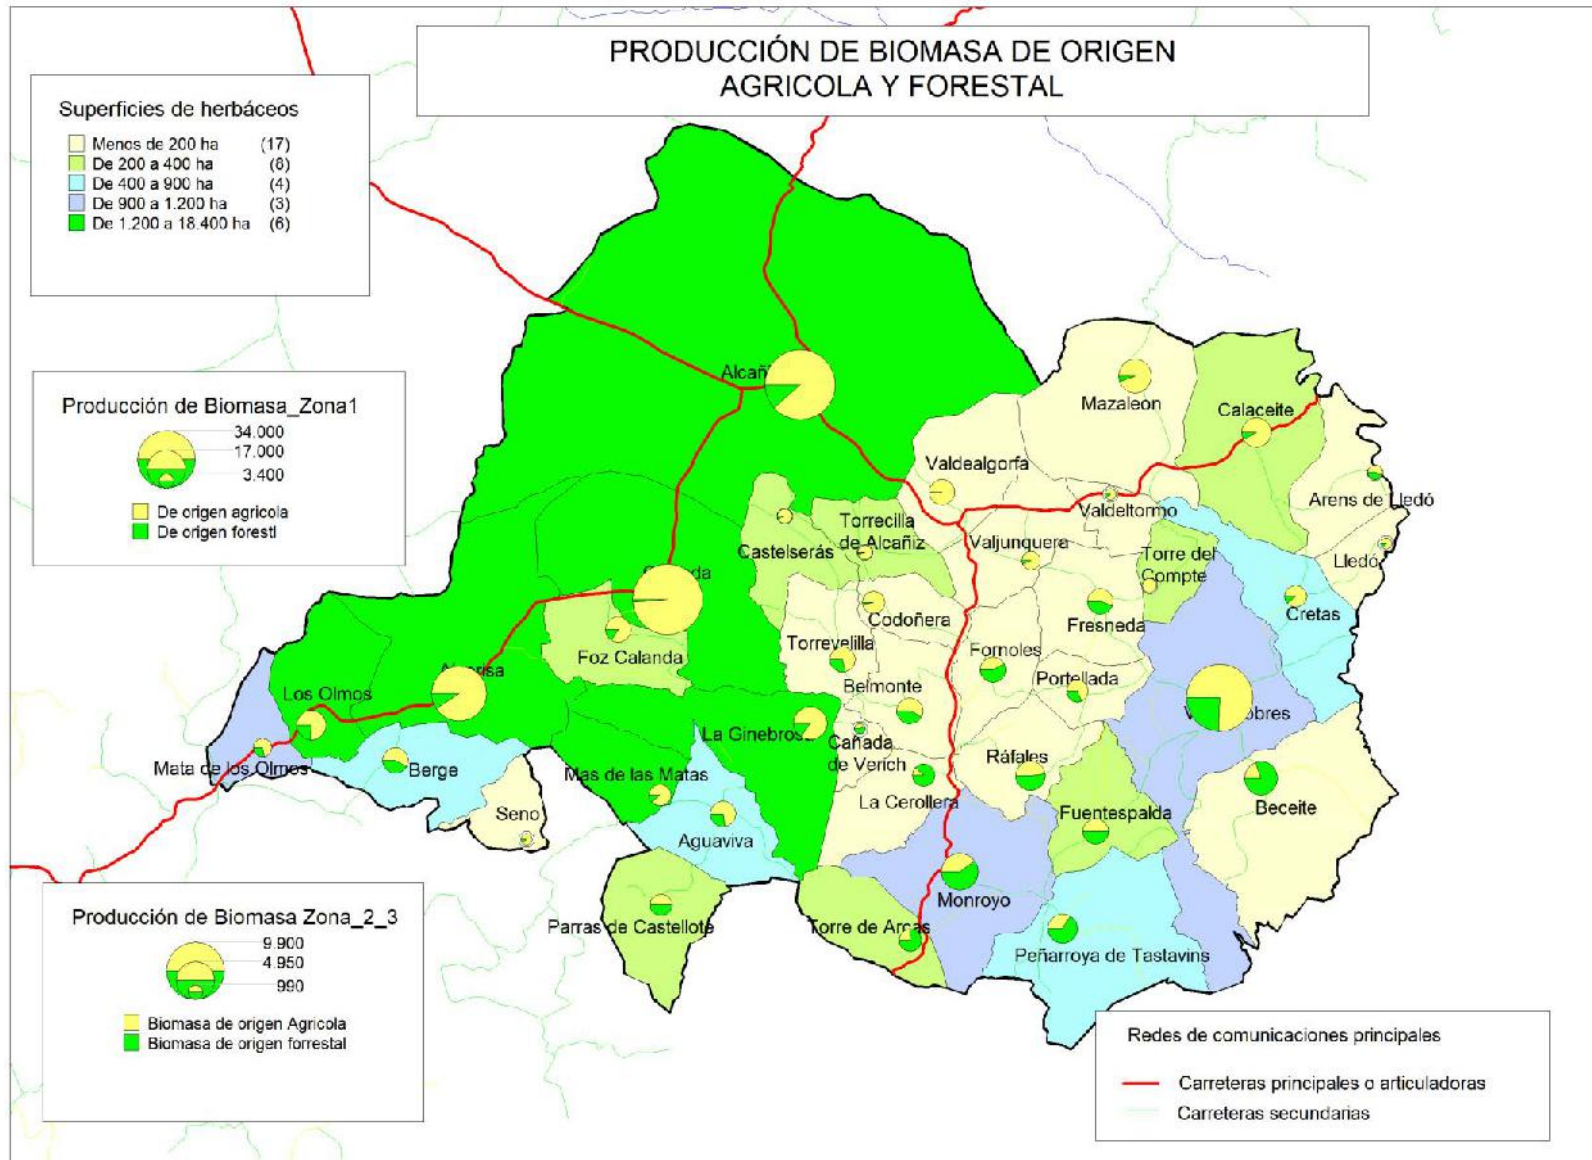 PRODUCCIÓN DE BIOMASA DE ORIGEN
AGRICOLA Y FORESTAL
Superficies de herbáceos
Menos de 200 ha (17)
De 200 a 400 ha (8)
De 400 a 900 ha (4)
De 900 a 1.200 ha (3)
De 1.200 a 18.400 ha (6)
Producción de Biomasa_Zona1
34.000
17.000
3.400
De origen agricola
De origen forestl
Producción de Biomasa Zona_2_3
9.900
4.950
990
Biomasa de origen Agricola
Biomasa de origen forrestal
Mazaleon
Calaceite
Valdealgorfa
Arens de Lledó
Valdeltormo
Torrecilla
de Alcañiz
Castelserás
Valjunquera
Torre del
Compte
Lledó
Cretas
Codoñera
Fresneda
Foz Calanda
Torrevelilla
Fornoles
Belmonte
Portellada
Los Olmos
La Ginebrosa
Cañada
de Verich
Mata de los Olmos
Berge
Mas de las Matas
Ráfales
La Cerollera
Beceite
Seno
Aguaviva
Fuentespalda
Monroyo
Parras de Castellote
Torre de Arcas
Peñarroya de Tastavins
Redes de comunicaciones principales
Carreteras principales o articuladoras
Carreteras secundarias